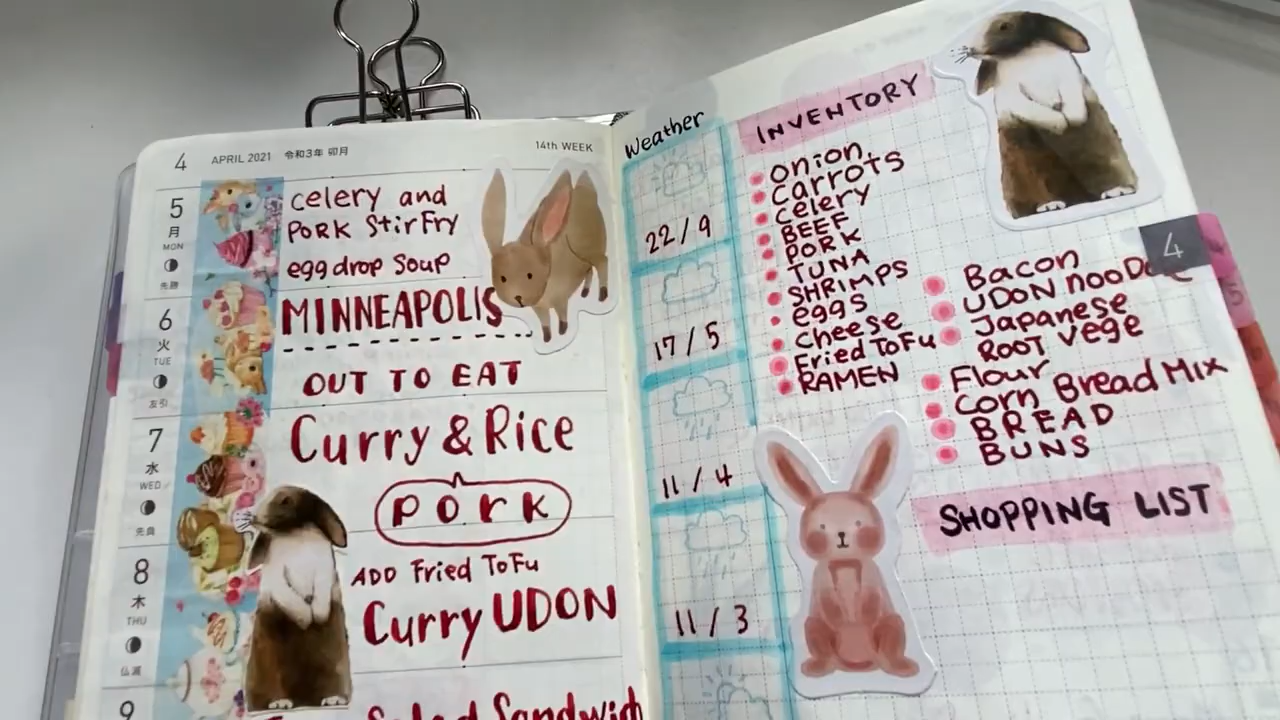 4 APRIL 2021 令和3年 卯月 14th WEEK
5
月
MON
先勝
celery and
PORK StirFry
egg drop Soup
6
火
TUE
友引
MINNEAPOLIS
OUT TO EAT
7
水
WED
先負
Curry & Rice
PORK
8
木
THU
仏滅
ADD Fried ToFu
Curry UDON
9
Salad Sandwich
Weather
22/9
17/5
11/4
11/3
INVENTORY
onion
carrots
celery
BEEF
PORK
TUNA
SHRIMPS
eggs
cheese
Fried ToFu
RAMEN
4
5
Bacon
UDON nooDle
Japanese
ROOT Vege
Flour
Corn Bread Mix
BREAD
BUNS
SHOPPING LIST